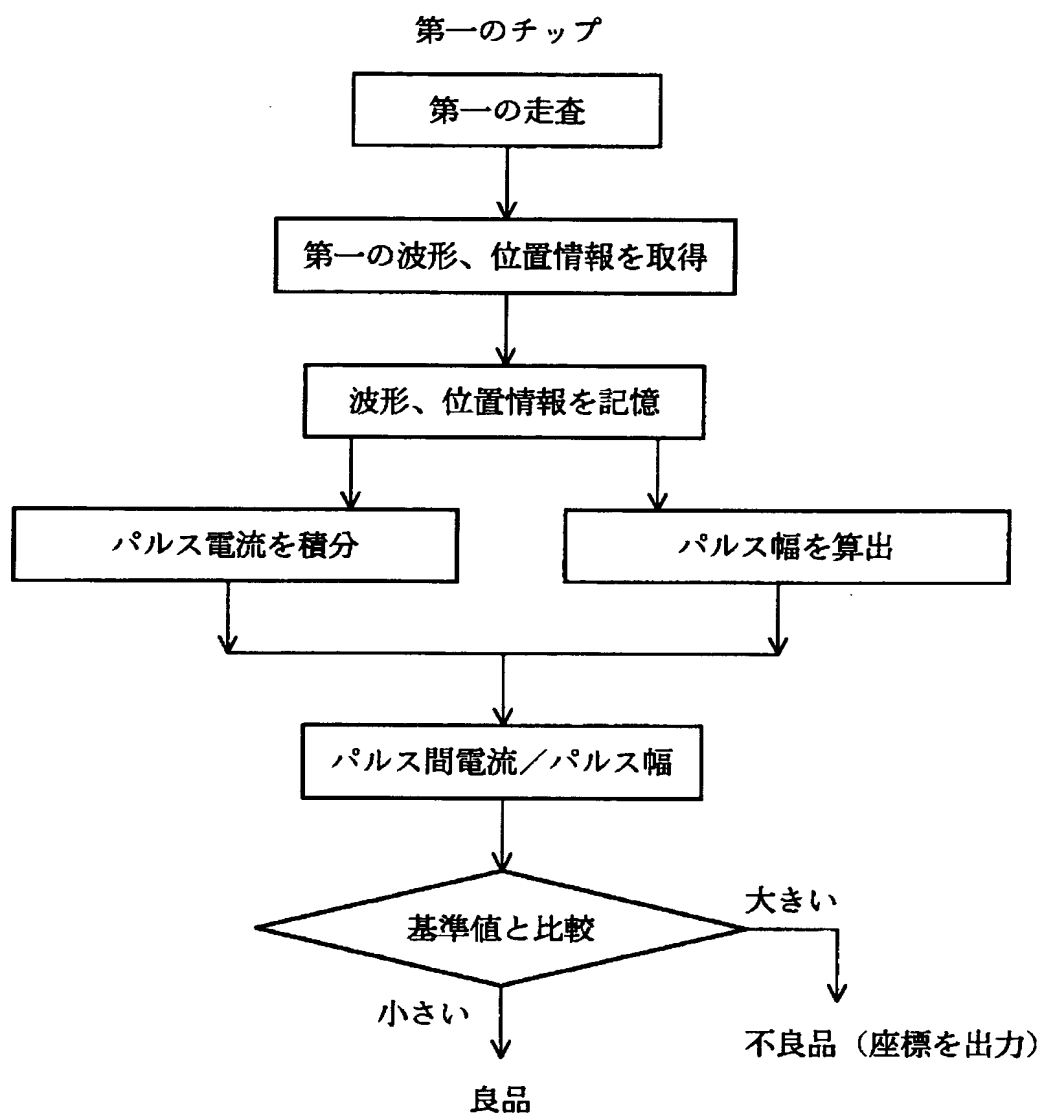 第一のチップ
第一の走査
第一の波形、位置情報を取得
波形、位置情報を記憶
パルス電流を積分
パルス幅を算出
パルス間電流／パルス幅
基準値と比較
大きい
小さい
不良品（座標を出力）
良品